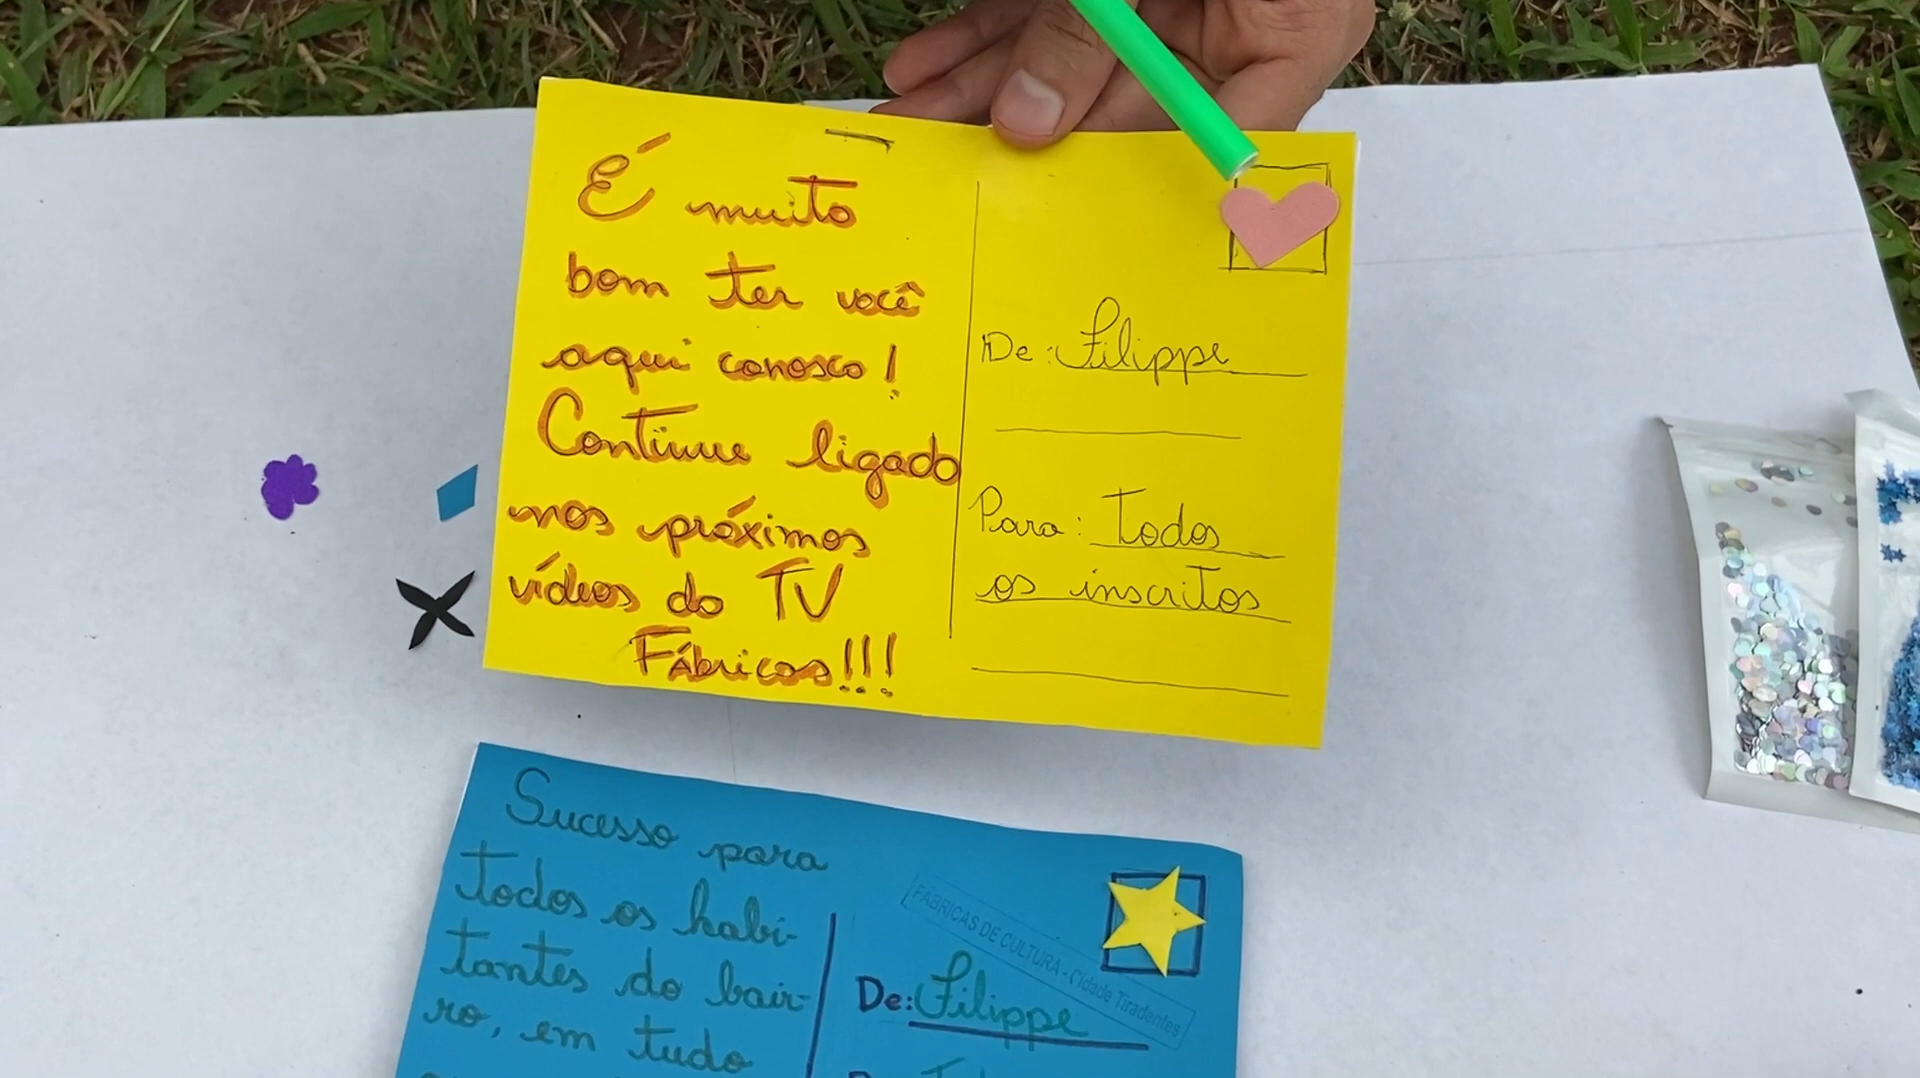 É muito
bom ter você
aqui conosco!
Continue ligado
nos próximos
vídeos do TV
Fábricas!!!
De: Filippe
Para: Todos
os inscritos
Sucesso para
todos os habi-
tantes do bair-
ro, em tudo
FÁBRICAS DE CULTURA - Cidade Tiradentes
De: Filippe